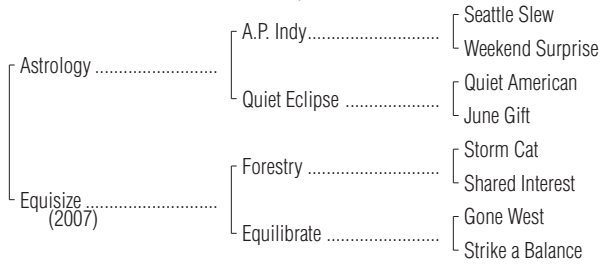 Seattle Slew
A.P. Indy........................
Weekend Surprise
Astrology ......................
Quiet American
Quiet Eclipse .................
June Gift
Storm Cat
Forestry ........................
Shared Interest
Equisize ........................
(2007)
Gone West
Equilibrate .....................
Strike a Balance